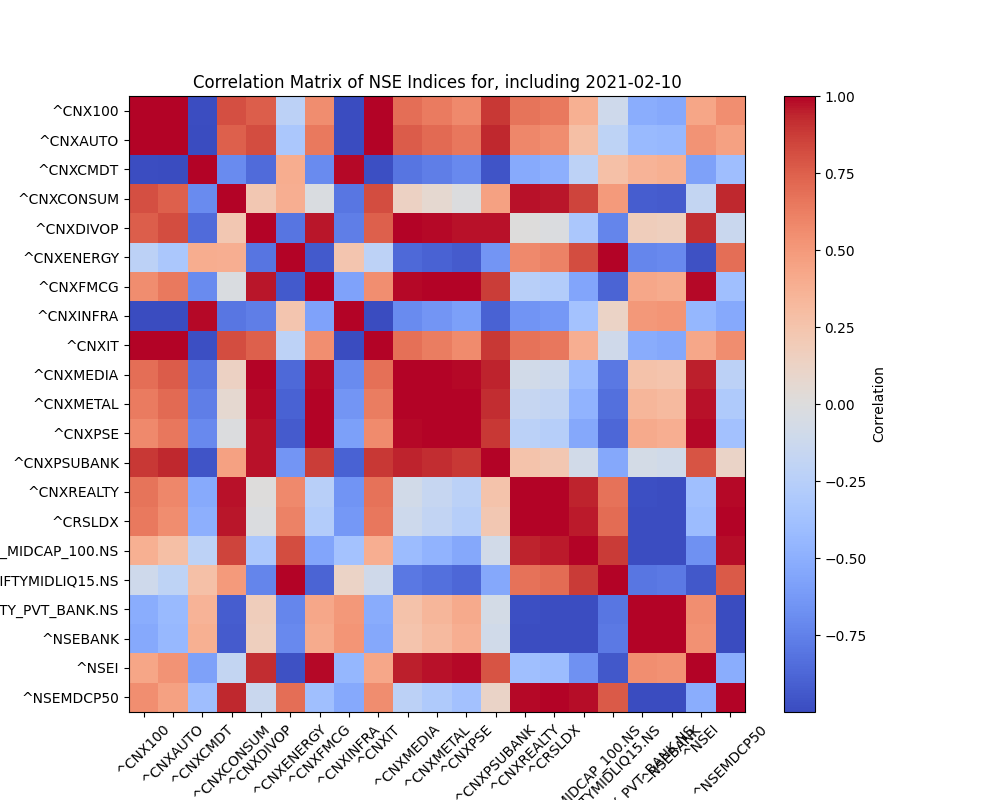 Correlation Matrix of NSE Indices for, including 2021-02-10
^CNX100
^CNXAUTO
^CNXCMDT
^CNXCONSUM
^CNXDIVOP
^CNXENERGY
^CNXFMCG
^CNXINFRA
^CNXIT
^CNXMEDIA
^CNXMETAL
^CNXPSE
^CNXPSUBANK
^CNXREALTY
^CRSLDX
_MIDCAP_100.NS
IFTYMIDLIQ15.NS
TY_PVT_BANK.NS
^NSEBANK
^NSEI
^NSEMDCP50
^CNX100
^CNXAUTO
^CNXCMDT
^CNXCONSUM
^CNXDIVOP
^CNXENERGY
^CNXFMCG
^CNXINFRA
^CNXIT
^CNXMEDIA
^CNXMETAL
^CNXPSE
^CNXPSUBANK
^CNXREALTY
^CRSLDX
MIDCAP_100.NS
TYMIDLIQ15.NS
PVT_BANK.NS
^NSEBANK
^NSEI
^NSEMDCP50
1.00
0.75
0.50
0.25
0.00
−0.25
−0.50
−0.75
Correlation